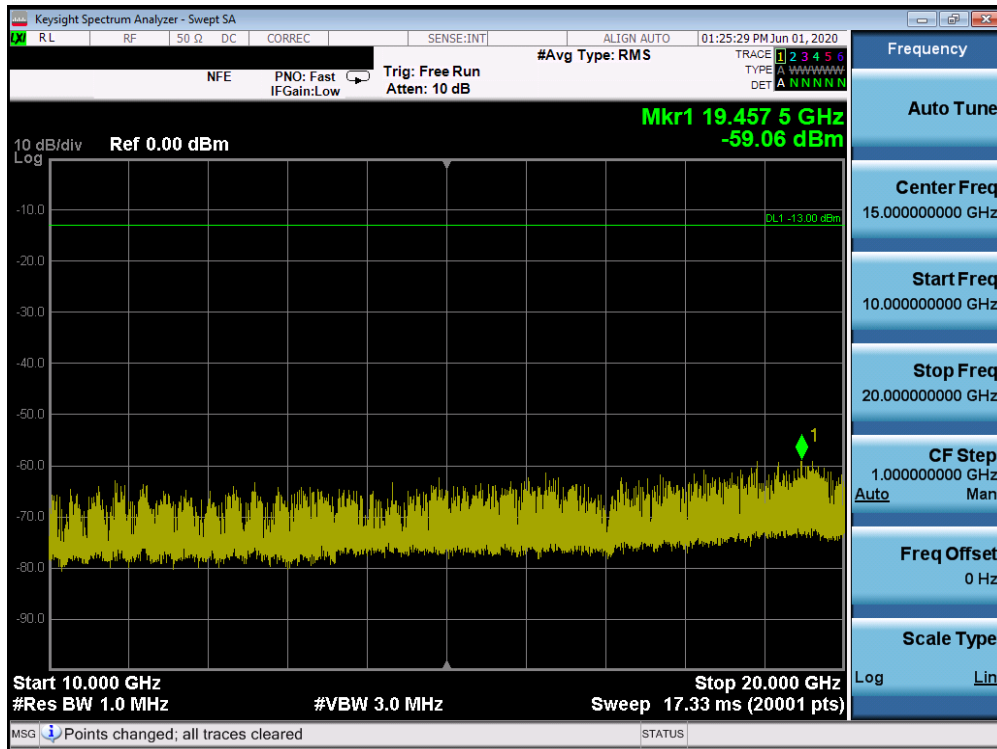 Keysight Spectrum Analyzer - Swept SA
LXI RL RF 50 Ω DC CORREC SENSE:INT ALIGN AUTO 01:25:29 PM Jun 01, 2020
NFE PNO: Fast IFGain:Low Trig: Free Run Atten: 10 dB #Avg Type: RMS
TRACE 1 2 3 4 5 6
TYPE A WWWWW
DET A N N N N N
Mkr1 19.457 5 GHz
-59.06 dBm
10 dB/div Ref 0.00 dBm
Log
-10.0
DL1 -13.00 dBm
-20.0
-30.0
-40.0
-50.0
1
-60.0
-70.0
-80.0
-90.0
Start 10.000 GHz Stop 20.000 GHz
#Res BW 1.0 MHz #VBW 3.0 MHz Sweep 17.33 ms (20001 pts)
MSG Points changed; all traces cleared STATUS
Frequency
Auto Tune
Center Freq
15.000000000 GHz
Start Freq
10.000000000 GHz
Stop Freq
20.000000000 GHz
CF Step
1.000000000 GHz
Auto Man
Freq Offset
0 Hz
Scale Type
Log Lin